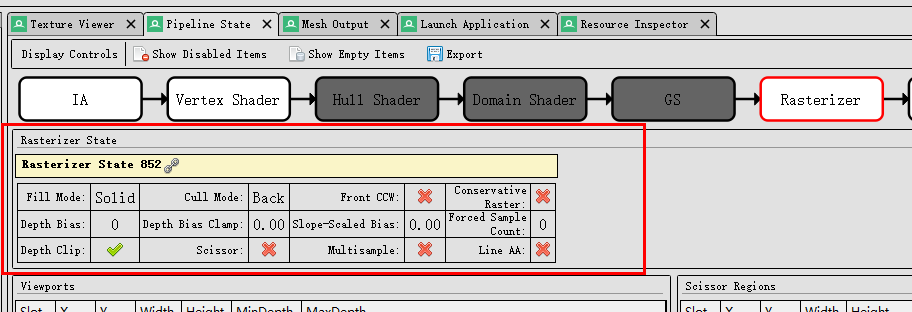 Texture Viewer Pipeline State Mesh Output Launch Application Resource Inspector
Display Controls Show Disabled Items Show Empty Items Export
IA Vertex Shader Hull Shader Domain Shader GS Rasterizer
Rasterizer State
Rasterizer State 852
Fill Mode: Solid Cull Mode: Back Front CCW: Conservative Raster:
Depth Bias: 0 Depth Bias Clamp: 0.00 Slope-Scaled Bias: 0.00 Forced Sample Count: 0
Depth Clip: Scissor: Multisample: Line AA:
Viewports Scissor Regions
Slot X Y Width Height MinDepth MaxDepth Slot X Y Width Height